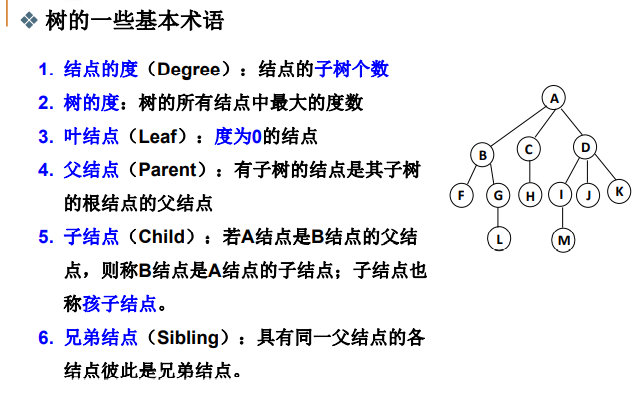 ❖ 树的一些基本术语
1. 结点的度（Degree）：结点的子树个数
2. 树的度：树的所有结点中最大的度数
3. 叶结点（Leaf）：度为0的结点
4. 父结点（Parent）：有子树的结点是其子树
的根结点的父结点
5. 子结点（Child）：若A结点是B结点的父结
点，则称B结点是A结点的子结点；子结点也
称孩子结点。
6. 兄弟结点（Sibling）：具有同一父结点的各
结点彼此是兄弟结点。
A
B C D
F G H I J K
L M